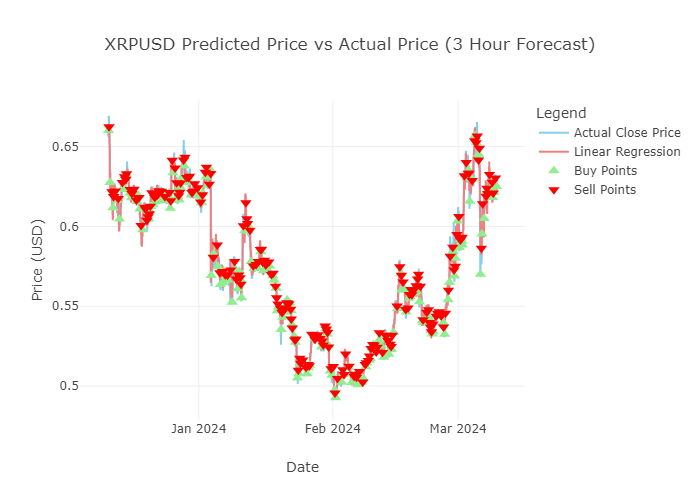 XRPUSD Predicted Price vs Actual Price (3 Hour Forecast)
Legend
Actual Close Price
Linear Regression
Buy Points
Sell Points
Price (USD)
0.65
0.6
0.55
0.5
Jan 2024
Feb 2024
Mar 2024
Date